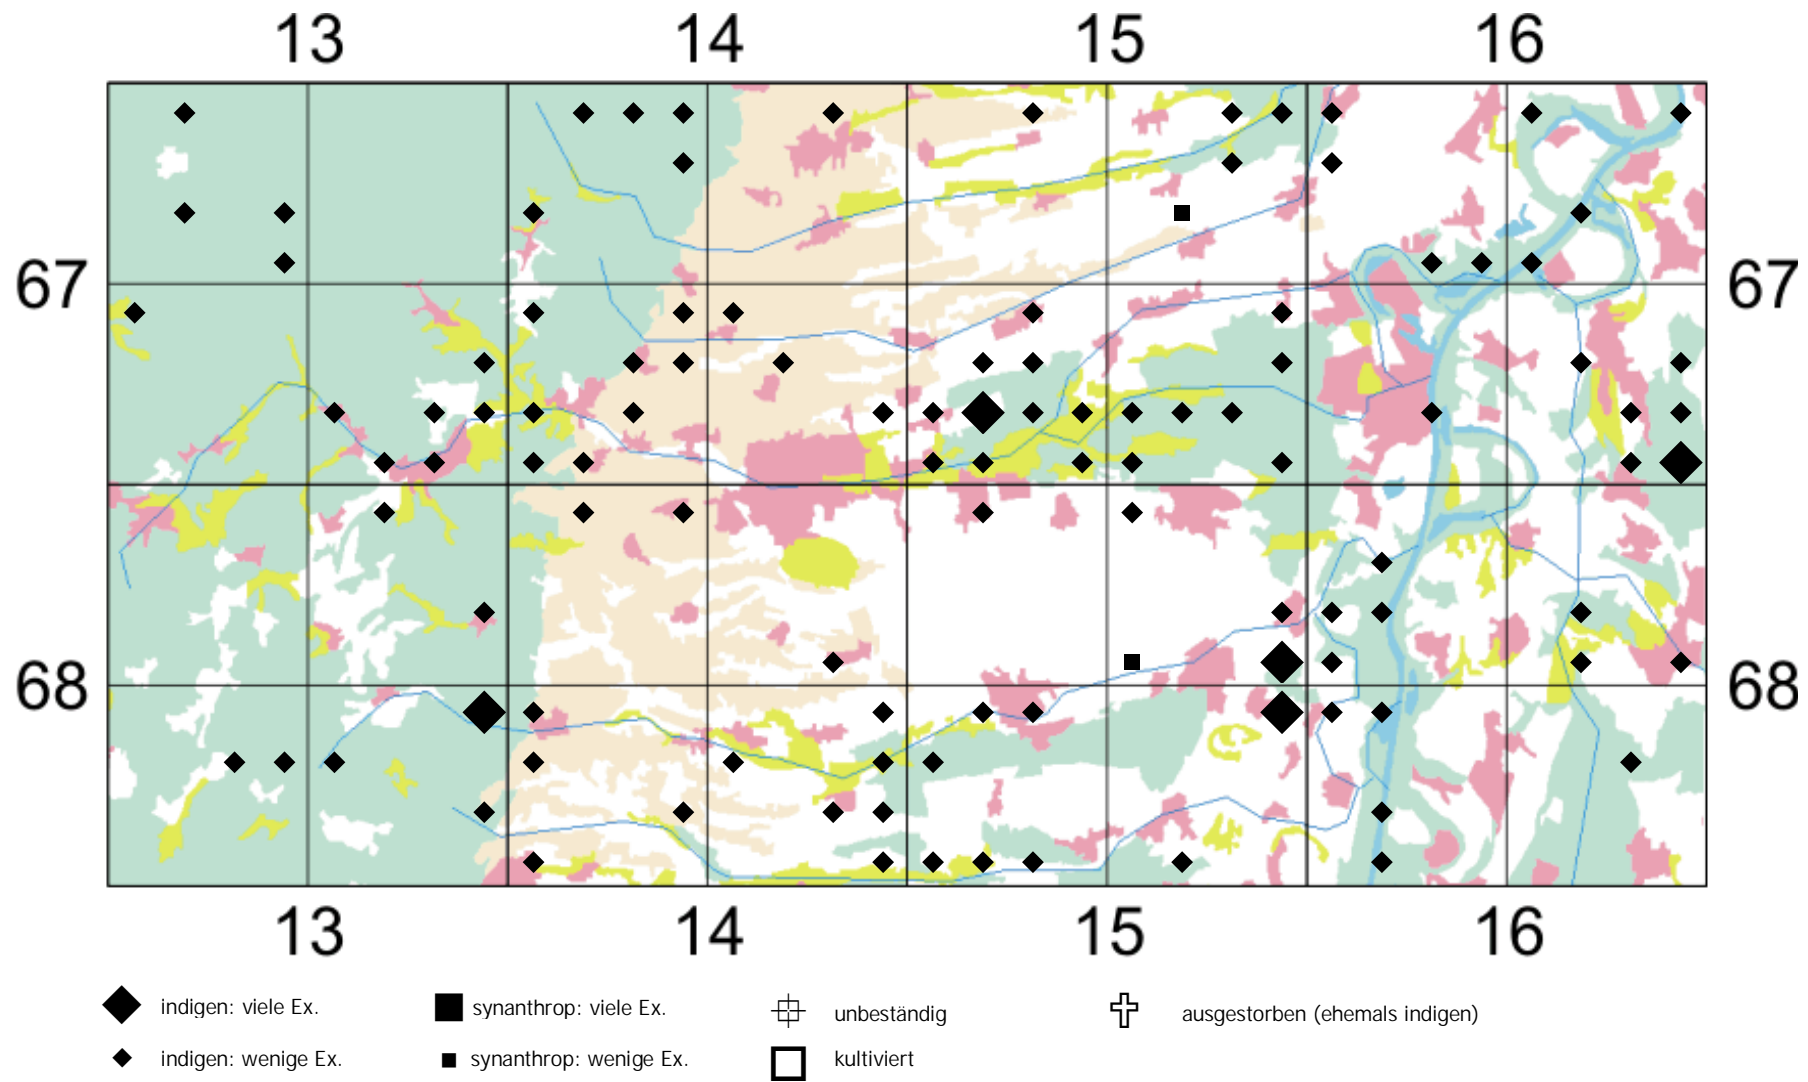 13 14 15 16
67 67
68 68
13 14 15 16
indigen: viele Ex. synanthrop: viele Ex. unbeständig ausgestorben (ehemals indigen)
indigen: wenige Ex. synanthrop: wenige Ex. kultiviert